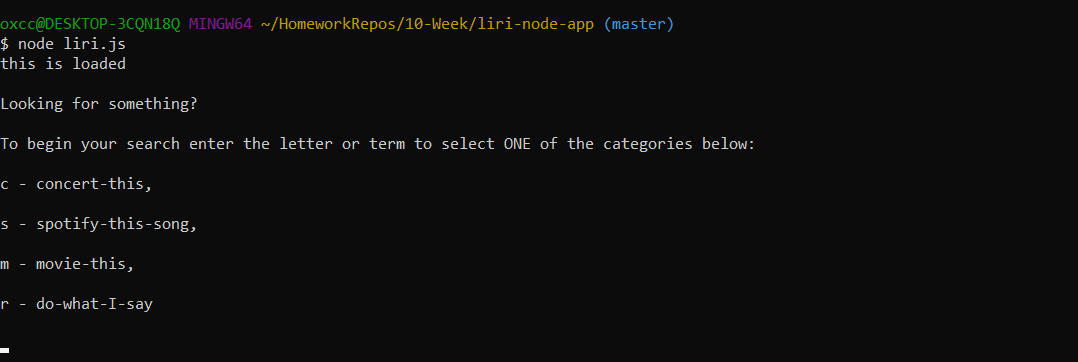 oxcc@DESKTOP-3CQN18Q MINGW64 ~/HomeworkRepos/10-Week/liri-node-app (master)
$ node liri.js
this is loaded
Looking for something?
To begin your search enter the letter or term to select ONE of the categories below:
c - concert-this,
s - spotify-this-song,
m - movie-this,
r - do-what-I-say